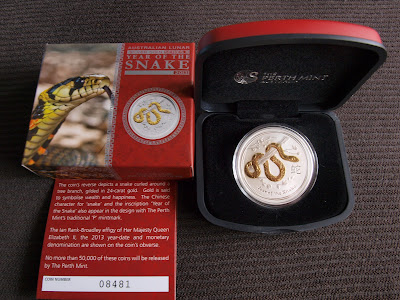 AUSTRALIAN LUNAR
YEAR OF THE
SNAKE
THE
PERTH MINT
AUSTRALIA
The coin's reverse depicts a snake coiled around a
tree branch, gilded in 24-carat gold. Gold is said
to symbolise wealth and happiness. The Chinese
character for 'snake' and the inscription 'Year of
the Snake' also appear in the design with The Perth
Mint's traditional 'P' mintmark.
The Ian Rank-Broadley effigy of Her Majesty Queen
Elizabeth II, the 2013 year-date and monetary
denomination are shown on the coin's obverse.
No more than 50,000 of these coins will be released
by The Perth Mint.
COIN NUMBER
08481
蛇